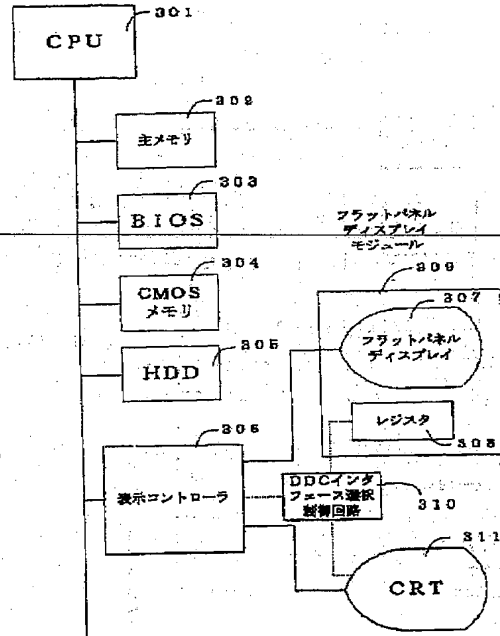 301
CPU
302
主メモリ
303
BIOS
フラットパネル
ディスプレイ
モジュール
304
CMOS
メモリ
309
307
フラットパネル
ディスプレイ
305
HDD
306
レジスタ
308
表示コントローラ
DDCインタ
フェース選択
制御回路
310
311
CRT